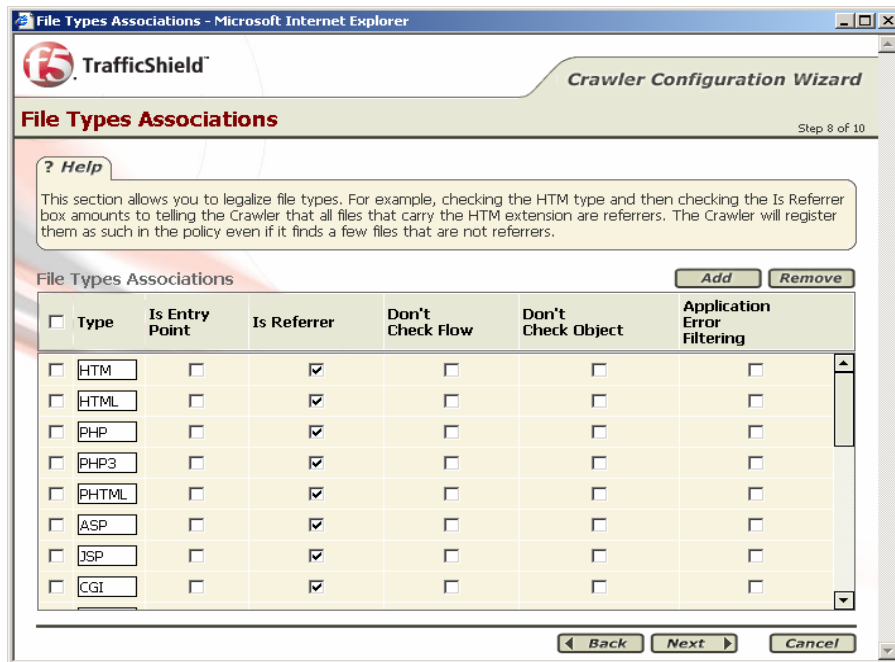 File Types Associations - Microsoft Internet Explorer
f5 TrafficShield™
Crawler Configuration Wizard
File Types Associations
Step 8 of 10
? Help
This section allows you to legalize file types. For example, checking the HTM type and then checking the Is Referrer
box amounts to telling the Crawler that all files that carry the HTM extension are referrers. The Crawler will register
them as such in the policy even if it finds a few files that are not referrers.
File Types Associations
Add Remove
Type Is Entry Point Is Referrer Don't Check Flow Don't Check Object Application Error Filtering
HTM
HTML
PHP
PHP3
PHTML
ASP
JSP
CGI
Back Next Cancel